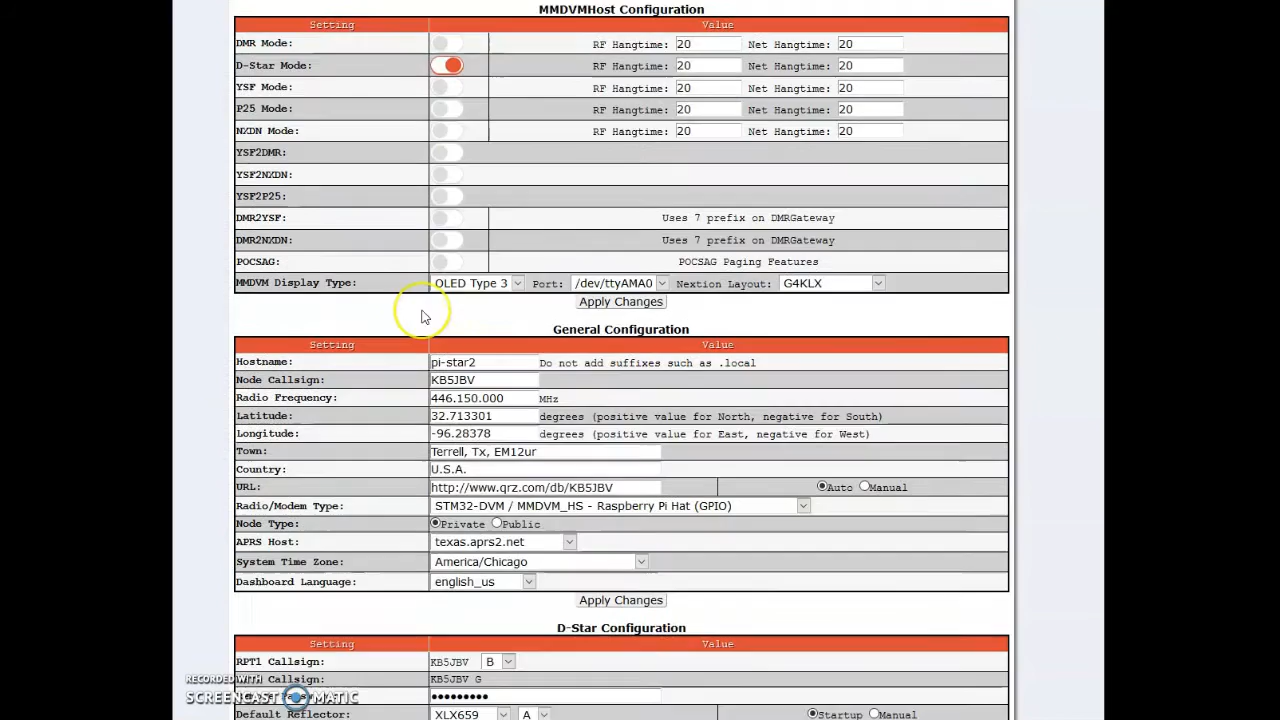 MMDVMHost Configuration
Setting Value
DMR Mode: RF Hangtime: 20 Net Hangtime: 20
D-Star Mode: RF Hangtime: 20 Net Hangtime: 20
YSF Mode: RF Hangtime: 20 Net Hangtime: 20
P25 Mode: RF Hangtime: 20 Net Hangtime: 20
NXDN Mode: RF Hangtime: 20 Net Hangtime: 20
YSF2DMR:
YSF2NXDN:
YSF2P25:
DMR2YSF: Uses 7 prefix on DMRGateway
DMR2NXDN: Uses 7 prefix on DMRGateway
POCSAG: POCSAG Paging Features
MMDVM Display Type: OLED Type 3 Port: /dev/ttyAMA0 Nextion Layout: G4KLX
Apply Changes
General Configuration
Setting Value
Hostname: pi-star2 Do not add suffixes such as .local
Node Callsign: KB5JBV
Radio Frequency: 446.150.000 MHz
Latitude: 32.713301 degrees (positive value for North, negative for South)
Longitude: -96.28378 degrees (positive value for East, negative for West)
Town: Terrell, Tx, EM12ur
Country: U.S.A.
URL: http://www.qrz.com/db/KB5JBV Auto Manual
Radio/Modem Type: STM32-DVM / MMDVM_HS - Raspberry Pi Hat (GPIO)
Node Type: Private Public
APRS Host: texas.aprs2.net
System Time Zone: America/Chicago
Dashboard Language: english_us
Apply Changes
D-Star Configuration
Setting Value
RPT1 Callsign: KB5JBV B
Callsign: KB5JBV G
RECORDED WITH
SCREENCAST MATIC
•••••••••
Default Reflector: XLX659 A Startup Manual